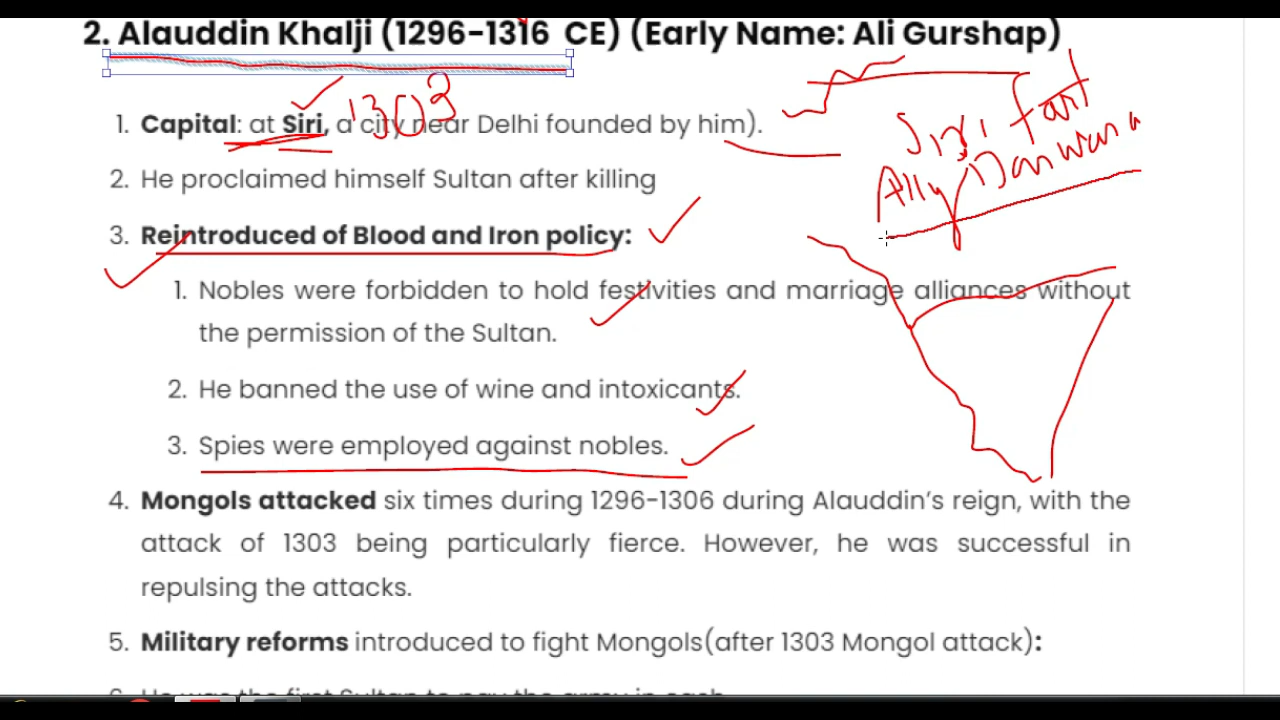 2. Alauddin Khalji (1296-1316 CE) (Early Name: Ali Gurshap)
1. Capital: at Siri, a city near Delhi founded by him).
1303
Siri fort
2. He proclaimed himself Sultan after killing
3. Reintroduced of Blood and Iron policy:
1. Nobles were forbidden to hold festivities and marriage alliances without
the permission of the Sultan.
2. He banned the use of wine and intoxicants.
3. Spies were employed against nobles.
4. Mongols attacked six times during 1296-1306 during Alauddin's reign, with the
attack of 1303 being particularly fierce. However, he was successful in
repulsing the attacks.
5. Military reforms introduced to fight Mongols(after 1303 Mongol attack):